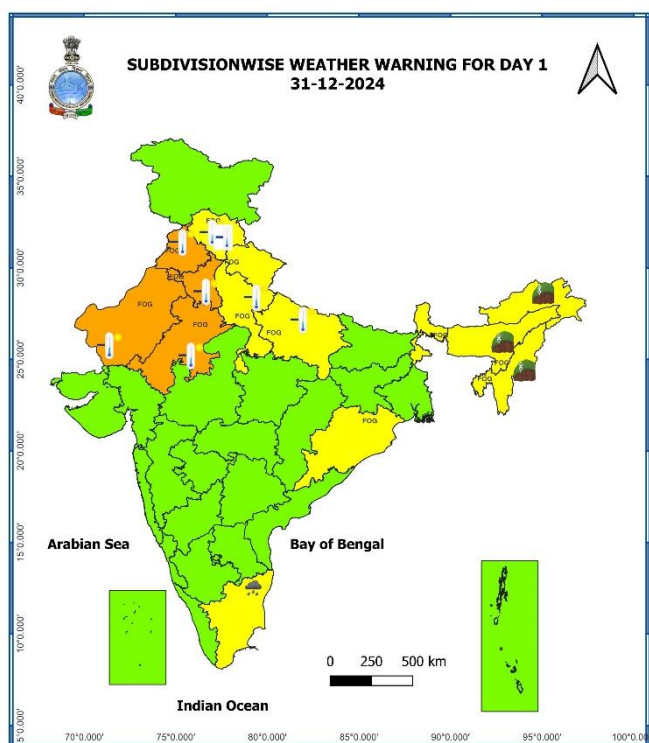 SUBDIVISIONWISE WEATHER WARNING FOR DAY 1
31-12-2024
40°0.000'
35°0.000'
30°0.000'
25°0.000'
20°0.000'
15°0.000'
10°0.000'
5°0.000'
FOG
FOG
FOG
FOG
FOG
FOG
FOG
FOG
FOG
FOG
FOG
FOG
Arabian Sea
Bay of Bengal
Indian Ocean
0 250 500 km
70°0.000' 75°0.000' 80°0.000' 85°0.000' 90°0.000' 95°0.000' 100°0.000